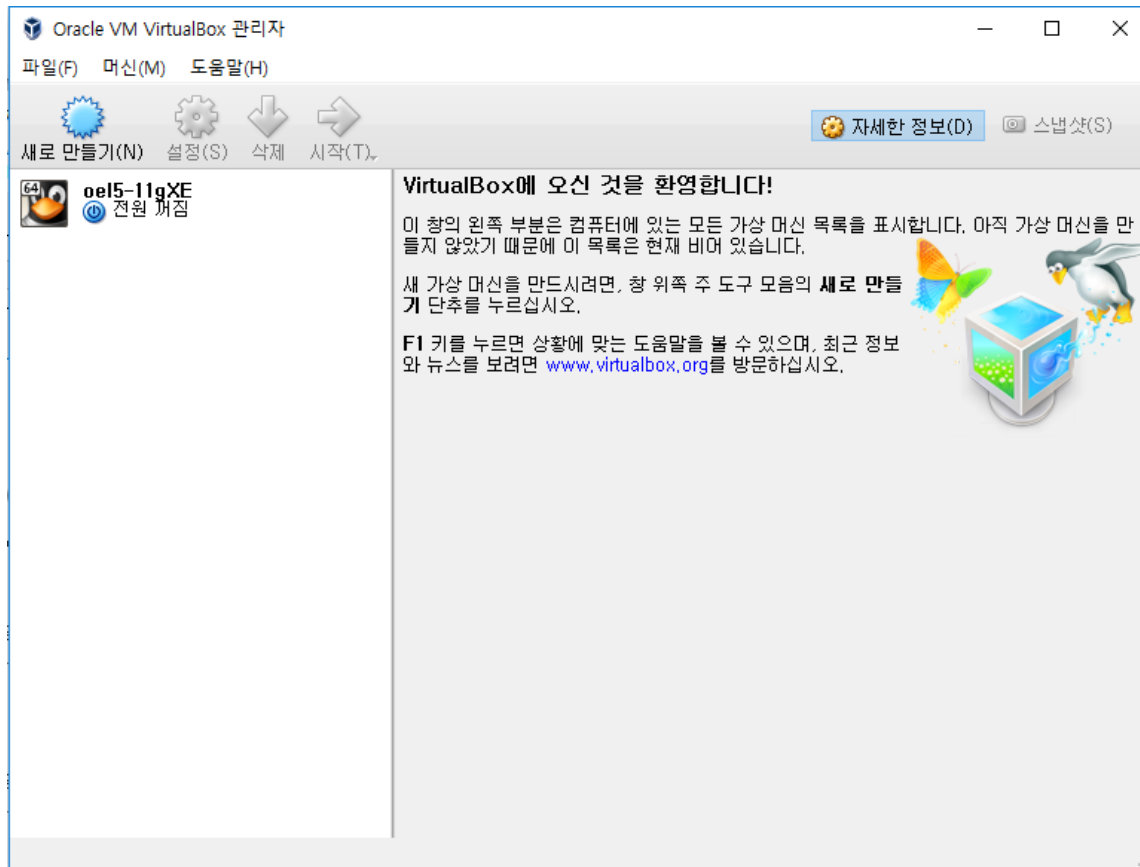 Oracle VM VirtualBox 관리자
파일(F) 머신(M) 도움말(H)
새로 만들기(N) 설정(S) 삭제 시작(T)
자세한 정보(D) 스냅샷(S)
64
oel5-11gXE
전원 꺼짐
VirtualBox에 오신 것을 환영합니다!
이 창의 왼쪽 부분은 컴퓨터에 있는 모든 가상 머신 목록을 표시합니다. 아직 가상 머신을 만
들지 않았기 때문에 이 목록은 현재 비어 있습니다.
새 가상 머신을 만드시려면, 창 위쪽 주 도구 모음의 새로 만들
기 단추를 누르십시오.
F1 키를 누르면 상황에 맞는 도움말을 볼 수 있으며, 최근 정보
와 뉴스를 보려면 www.virtualbox.org를 방문하십시오.